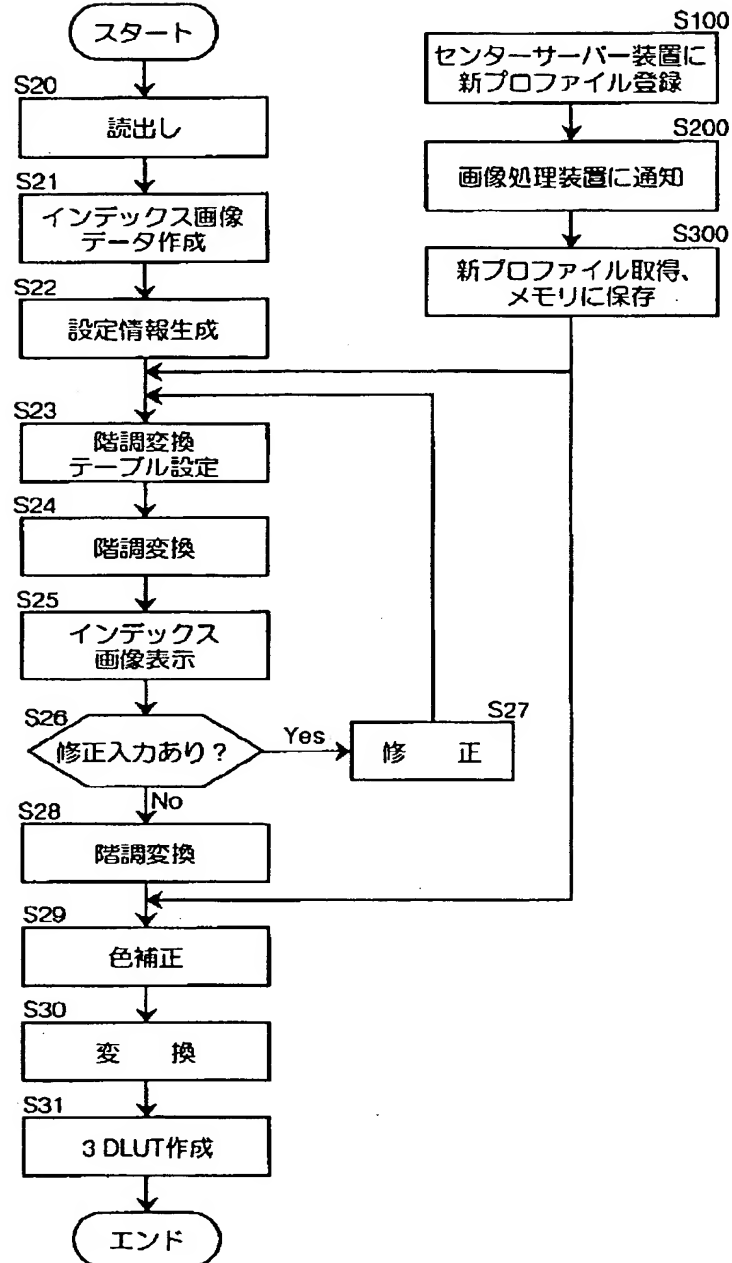 スタート
S20
読出し
S21
インデックス画像
データ作成
S22
設定情報生成
S23
階調変換
テーブル設定
S24
階調変換
S25
インデックス
画像表示
S26
修正入力あり?
Yes
S27
修 正
No
S28
階調変換
S29
色補正
S30
変 換
S31
3 DLUT作成
エンド
S100
センターサーバー装置に
新プロファイル登録
S200
画像処理装置に通知
S300
新プロファイル取得、
メモリに保存